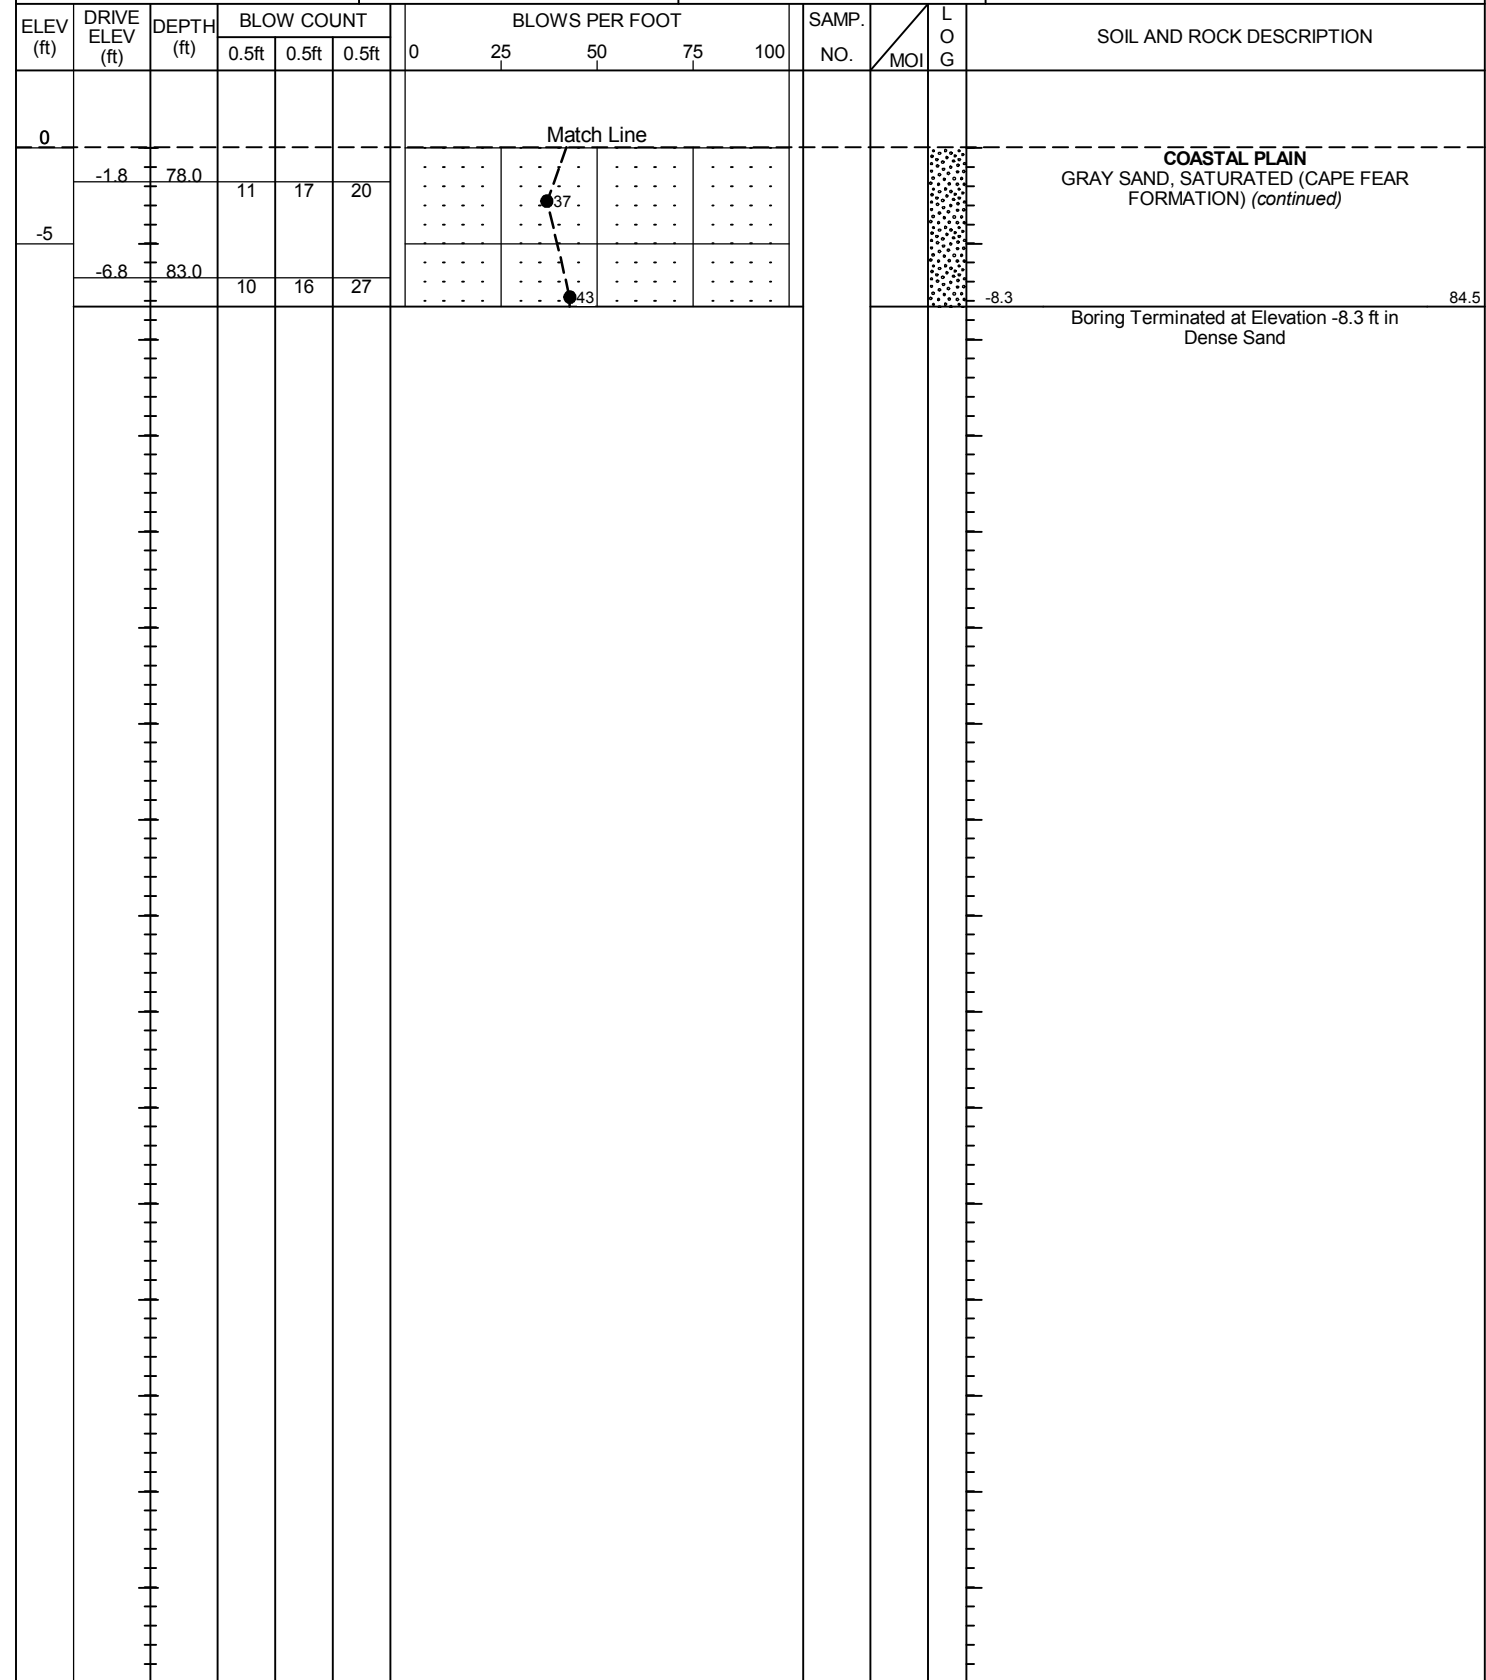 ELEV
(ft)
DRIVE
ELEV
(ft)
DEPTH
(ft)
BLOW COUNT
0.5ft 0.5ft 0.5ft
BLOWS PER FOOT
0 25 50 75 100
SAMP.
NO.
MOI
L
O
G
SOIL AND ROCK DESCRIPTION
0
Match Line
COASTAL PLAIN
-1.8 78.0
11 17 20
37
GRAY SAND, SATURATED (CAPE FEAR
FORMATION) (continued)
-5
-6.8 83.0
10 16 27
43
-8.3 84.5
Boring Terminated at Elevation -8.3 ft in
Dense Sand